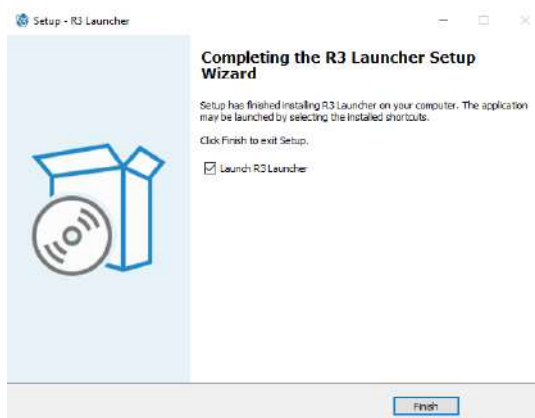 Setup - R3 Launcher
Completing the R3 Launcher Setup
Wizard
Setup has finished installing R3 Launcher on your computer. The application
may be launched by selecting the installed shortcuts.
Click Finish to exit Setup.
Launch R3 Launcher
Finish